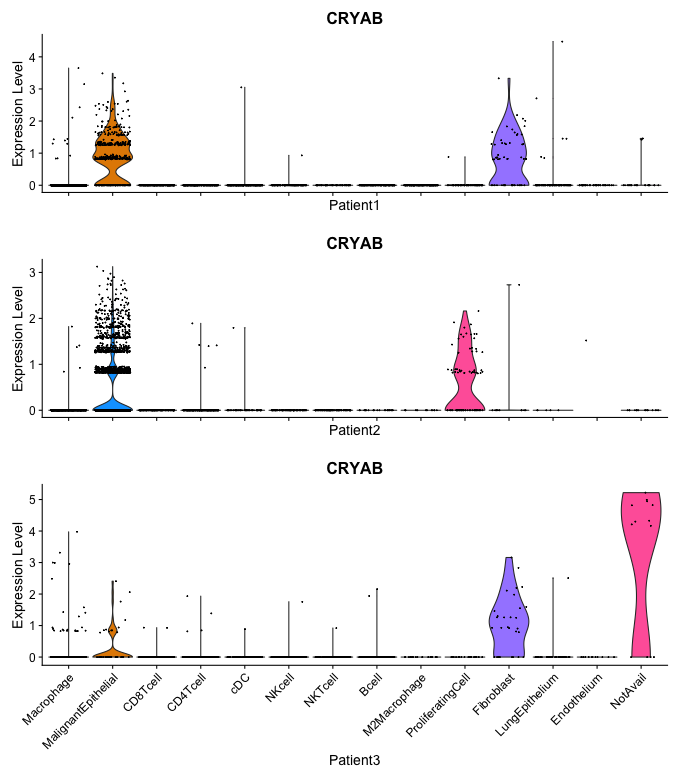 CRYAB
Expression Level
4
3
2
1
0
Patient1
CRYAB
Expression Level
3
2
1
0
Patient2
CRYAB
Expression Level
5
4
3
2
1
0
Macrophage
MalignantEpithelial
CD8Tcell
CD4Tcell
cDC
NKcell
NKTcell
Bcell
M2Macrophage
ProliferatingCell
Fibroblast
LungEpithelium
Endothelium
NotAvail
Patient3